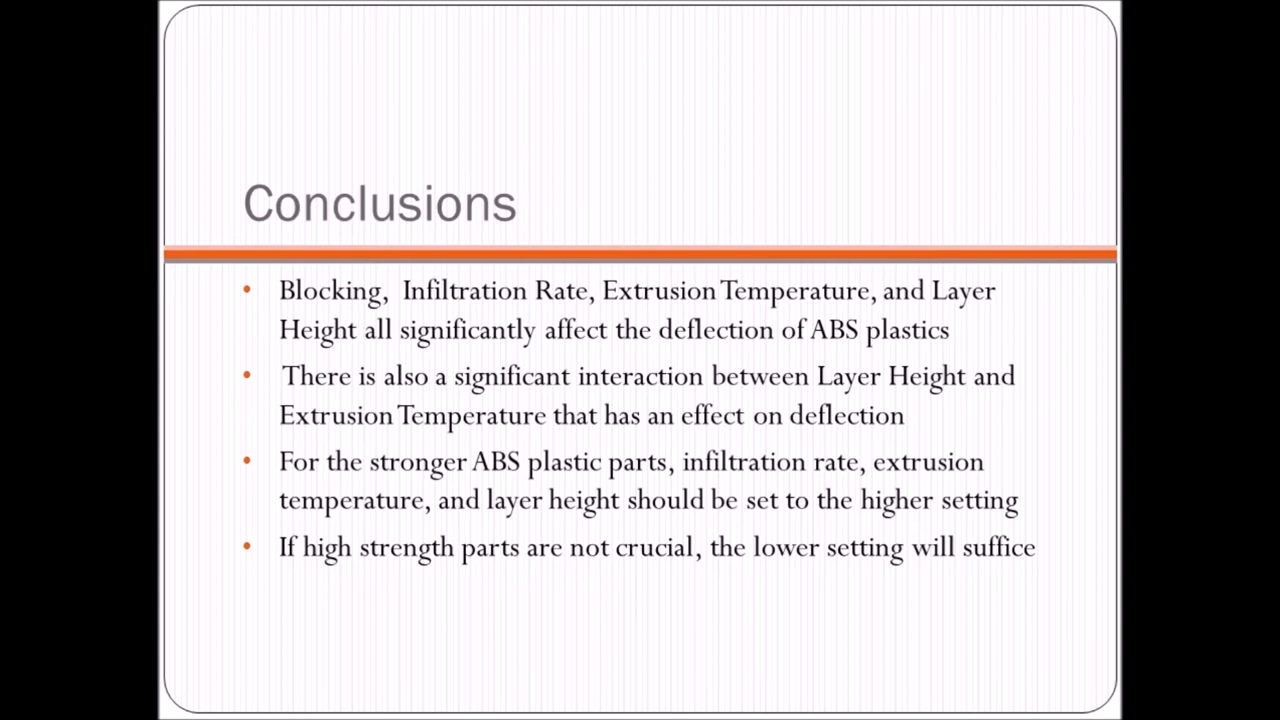 Conclusions
• Blocking,  Infiltration Rate, Extrusion Temperature, and Layer
Height all significantly affect the deflection of ABS plastics
• There is also a significant interaction between Layer Height and
Extrusion Temperature that has an effect on deflection
• For the stronger ABS plastic parts, infiltration rate, extrusion
temperature, and layer height should be set to the higher setting
• If high strength parts are not crucial, the lower setting will suffice